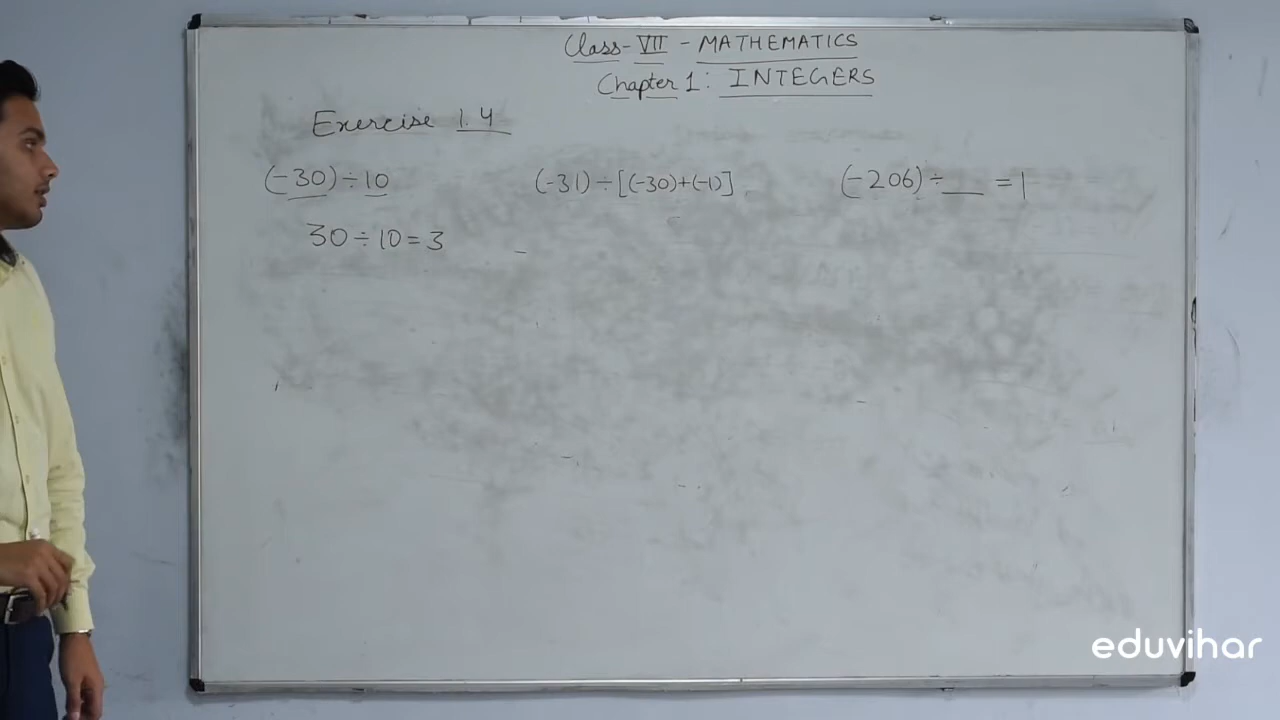 Class-VII - MATHEMATICS
Chapter 1: INTEGERS
Exercise 1.4
(-30) ÷ 10
30 ÷ 10 = 3
(-31) ÷ [(-30)+(-1)]
(-206) ÷ ___ = 1
eduvihar